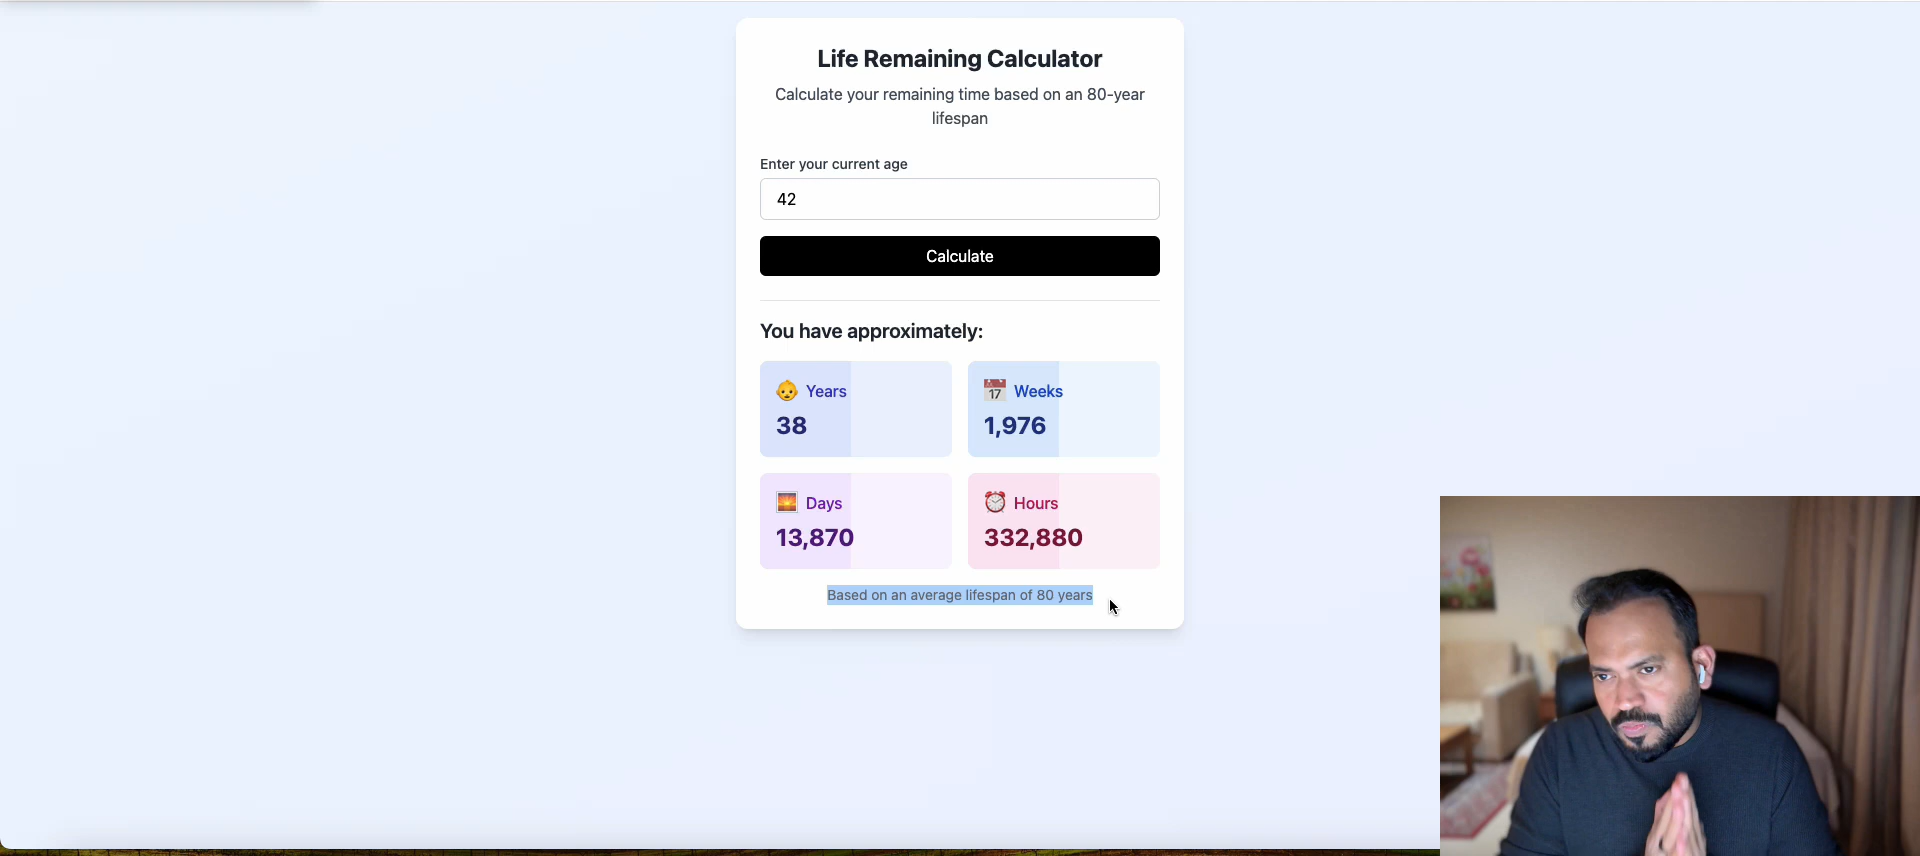 Life Remaining Calculator
Calculate your remaining time based on an 80-year
lifespan
Enter your current age
42
Calculate
You have approximately:
Years
38
17
Weeks
1,976
Days
13,870
Hours
332,880
Based on an average lifespan of 80 years